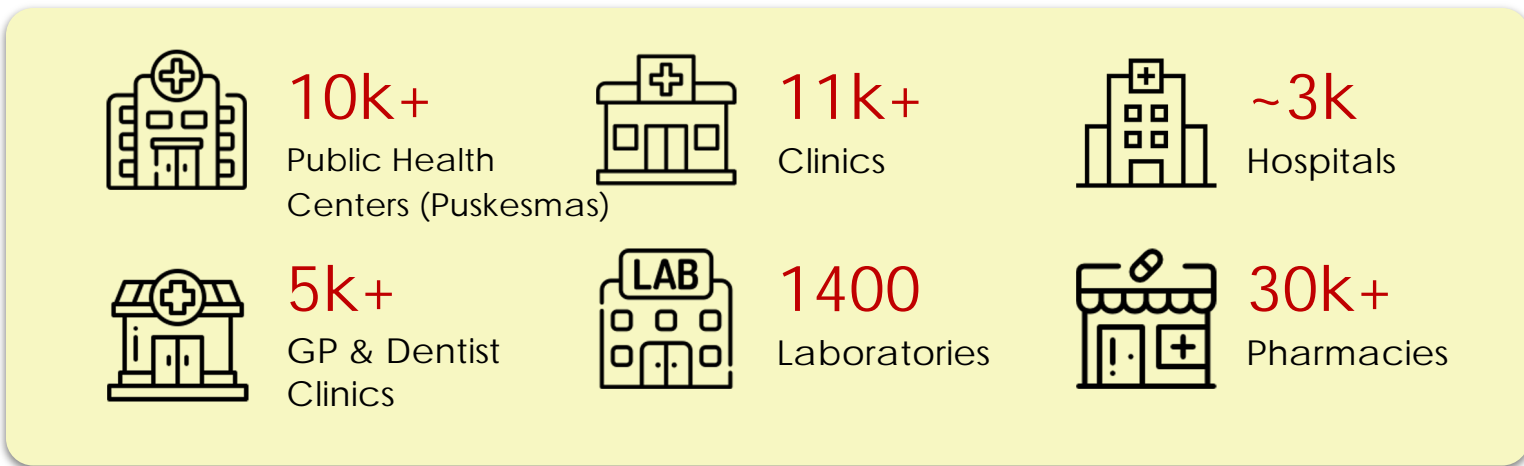 10k+
Public Health
Centers (Puskesmas)
11k+
Clinics
~3k
Hospitals
5k+
GP & Dentist
Clinics
LAB
1400
Laboratories
30k+
Pharmacies